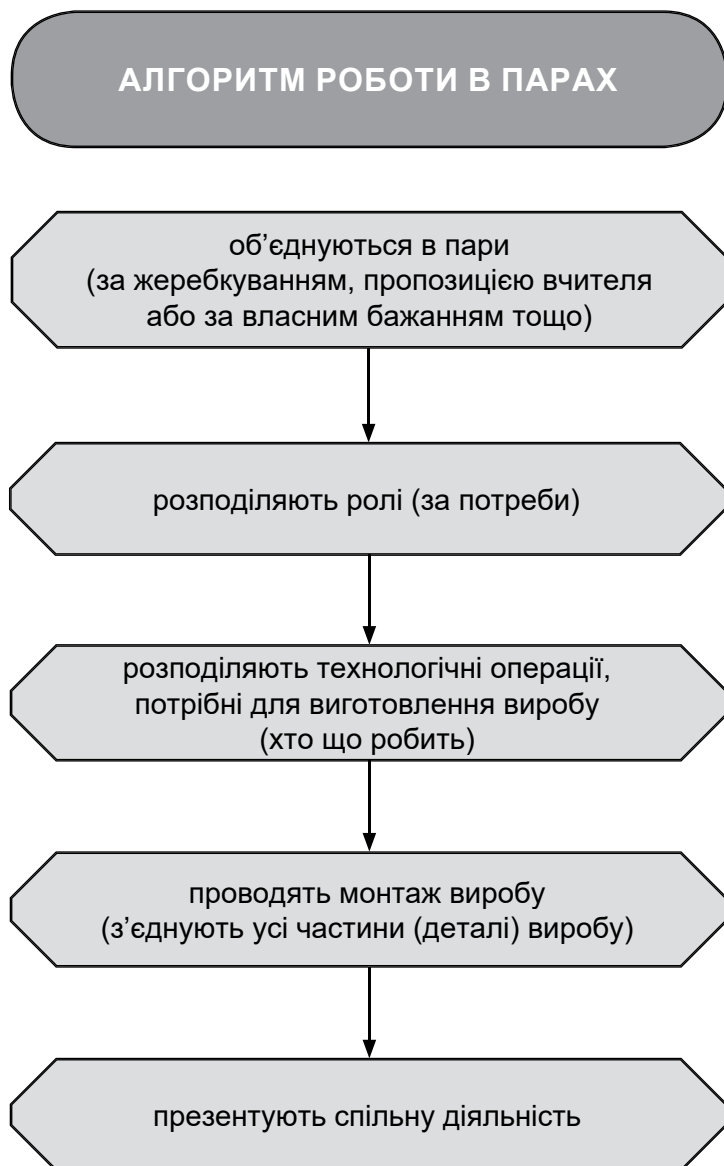 АЛГОРИТМ РОБОТИ В ПАРАХ
об’єднуються в пари
(за жеребкуванням, пропозицією вчителя
або за власним бажанням тощо)
розподіляють ролі (за потреби)
розподіляють технологічні операції,
потрібні для виготовлення виробу
(хто що робить)
проводять монтаж виробу
(з’єднують усі частини (деталі) виробу)
презентують спільну діяльність